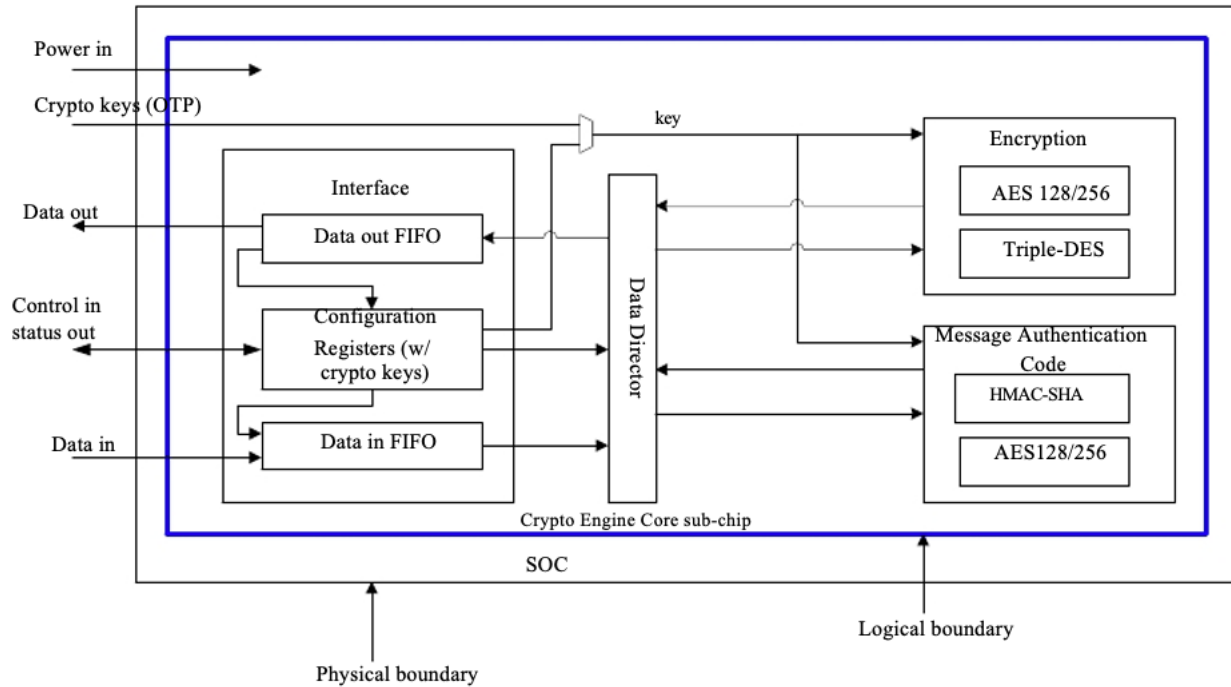 Power in
Crypto keys (OTP)
key
Encryption
AES 128/256
Triple-DES
Interface
Data out
Data out FIFO
Control in
status out
Configuration
Registers (w/
crypto keys)
Data Director
Message Authentication
Code
HMAC-SHA
AES128/256
Data in
Data in FIFO
Crypto Engine Core sub-chip
SOC
Logical boundary
Physical boundary